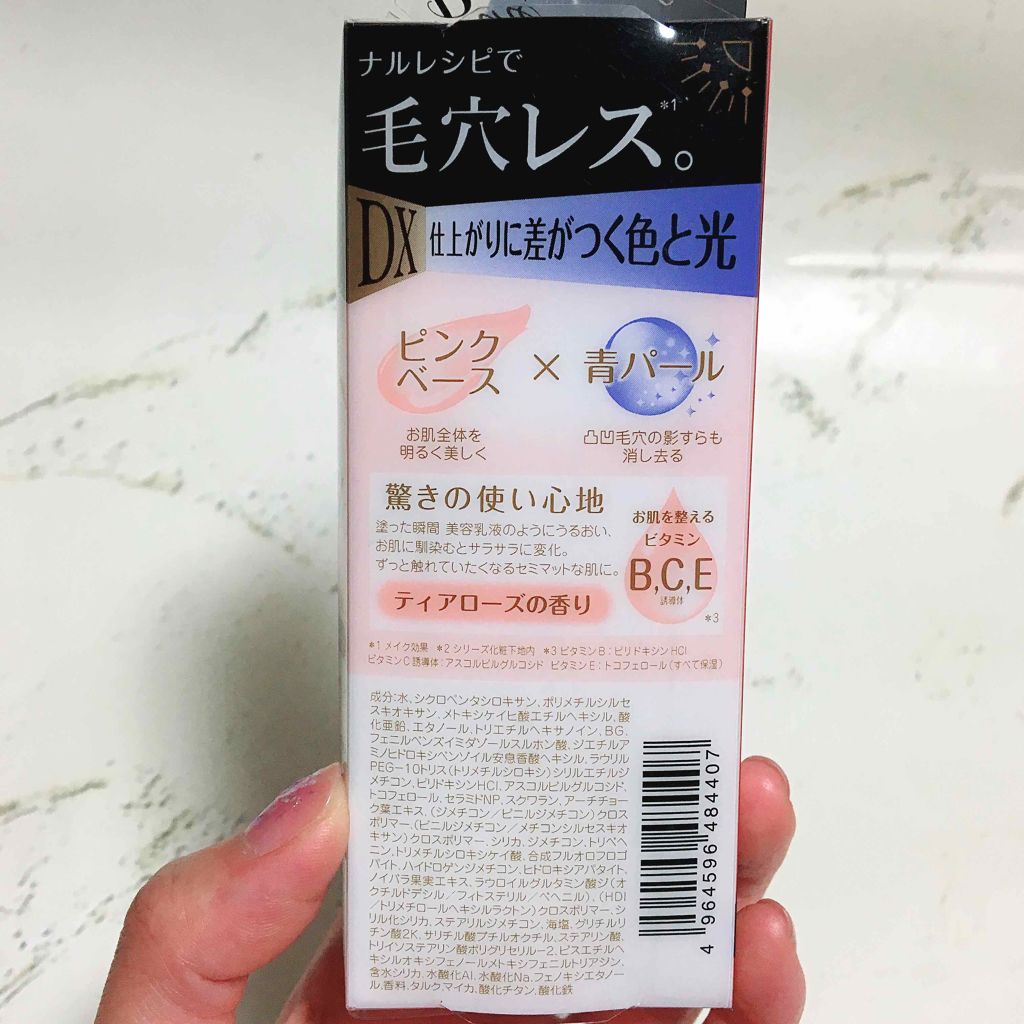 ナルレシピで
毛穴レス。*1
DX 仕上がりに差がつく色と光
ピンク
ベース
×
青パール
お肌全体を
明るく美しく
凸凹毛穴の影すらも
消し去る
驚きの使い心地
塗った瞬間 美容乳液のようにうるおい、
お肌に馴染むとサラサラに変化。
ずっと触れていたくなるセミマットな肌に。
ティアローズの香り
お肌を整える
ビタミン
B,C,E
誘導体
*3
*1 メイク効果 *2 シリーズ化粧下地内 *3 ビタミンB:ピリドキシンHCl
ビタミンC誘導体:アスコルビルグルコシド ビタミンE:トコフェロール(すべて保湿)
成分:水、シクロペンタシロキサン、ポリメチルシルセ
スキオキサン、メトキシケイヒ酸エチルヘキシル、酸
化亜鉛、エタノール、トリエチルヘキサノイン、BG、
フェニルベンズイミダゾールスルホン酸、ジエチルア
ミノヒドロキシベンゾイル安息香酸ヘキシル、ラウリル
PEG-10トリス(トリメチルシロキシ)シリルエチルジ
メチコン、ピリドキシンHCl、アスコルビルグルコシド、
トコフェロール、セラミドNP、スクワラン、アーチチョー
ク葉エキス、(ジメチコン/ビニルジメチコン)クロス
ポリマー、(ビニルジメチコン/メチコンシルセスキオ
キサン)クロスポリマー、シリカ、ジメチコン、トリベヘ
ニン、トリメチルシロキシケイ酸、合成フルオロフロゴ
パイト、ハイドロゲンジメチコン、ヒドロキシアパタイト、
ノイバラ果実エキス、ラウロイルグルタミン酸ジ(オ
クチルドデシル/フィトステリル/ベヘニル)、(HDI
/トリメチロールヘキシルラクトン)クロスポリマー、シ
リル化シリカ、ステアリルジメチコン、海塩、グリチルリ
チン酸2K、サリチル酸ブチルオクチル、ステアリン酸、
トリイソステアリン酸ポリグリセリル-2、ビスエチルヘ
キシルオキシフェノールメトキシフェニルトリアジン、
含水シリカ、水酸化Al、水酸化Na、フェノキシエタノー
ル、香料、タルク、マイカ、酸化チタン、酸化鉄
4 964596 484407